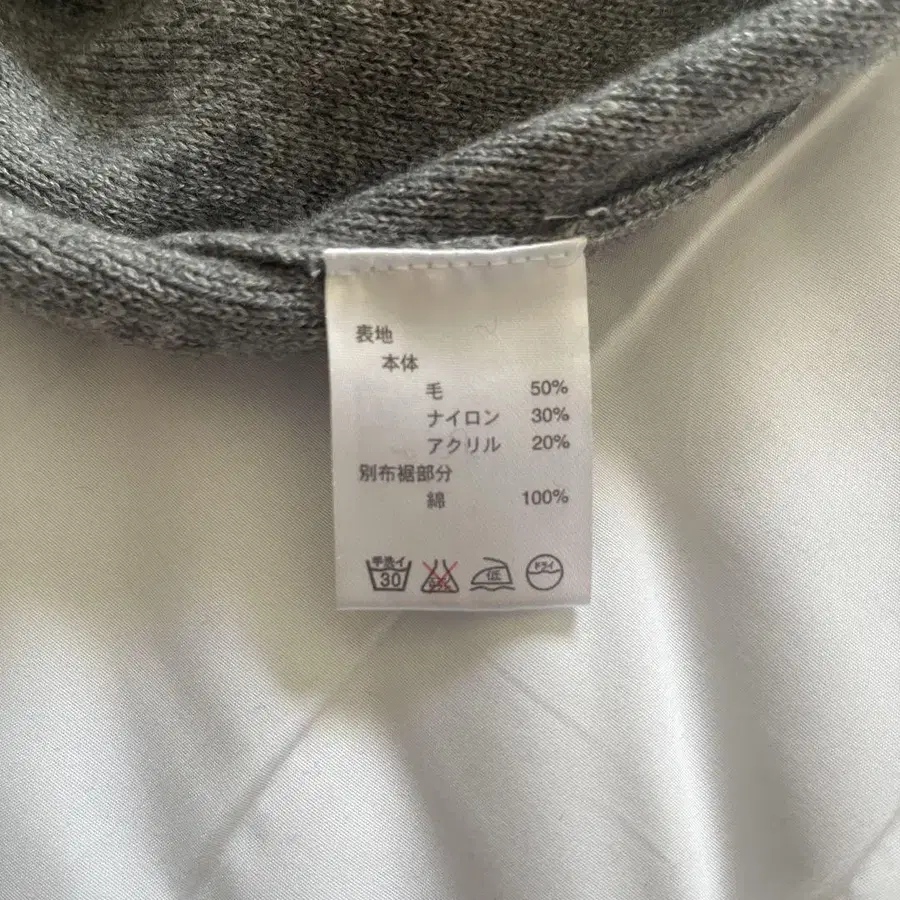 表地
本体
毛 50%
ナイロン 30%
アクリル 20%
別布裾部分
綿 100%
手洗イ 30 低 ドライ